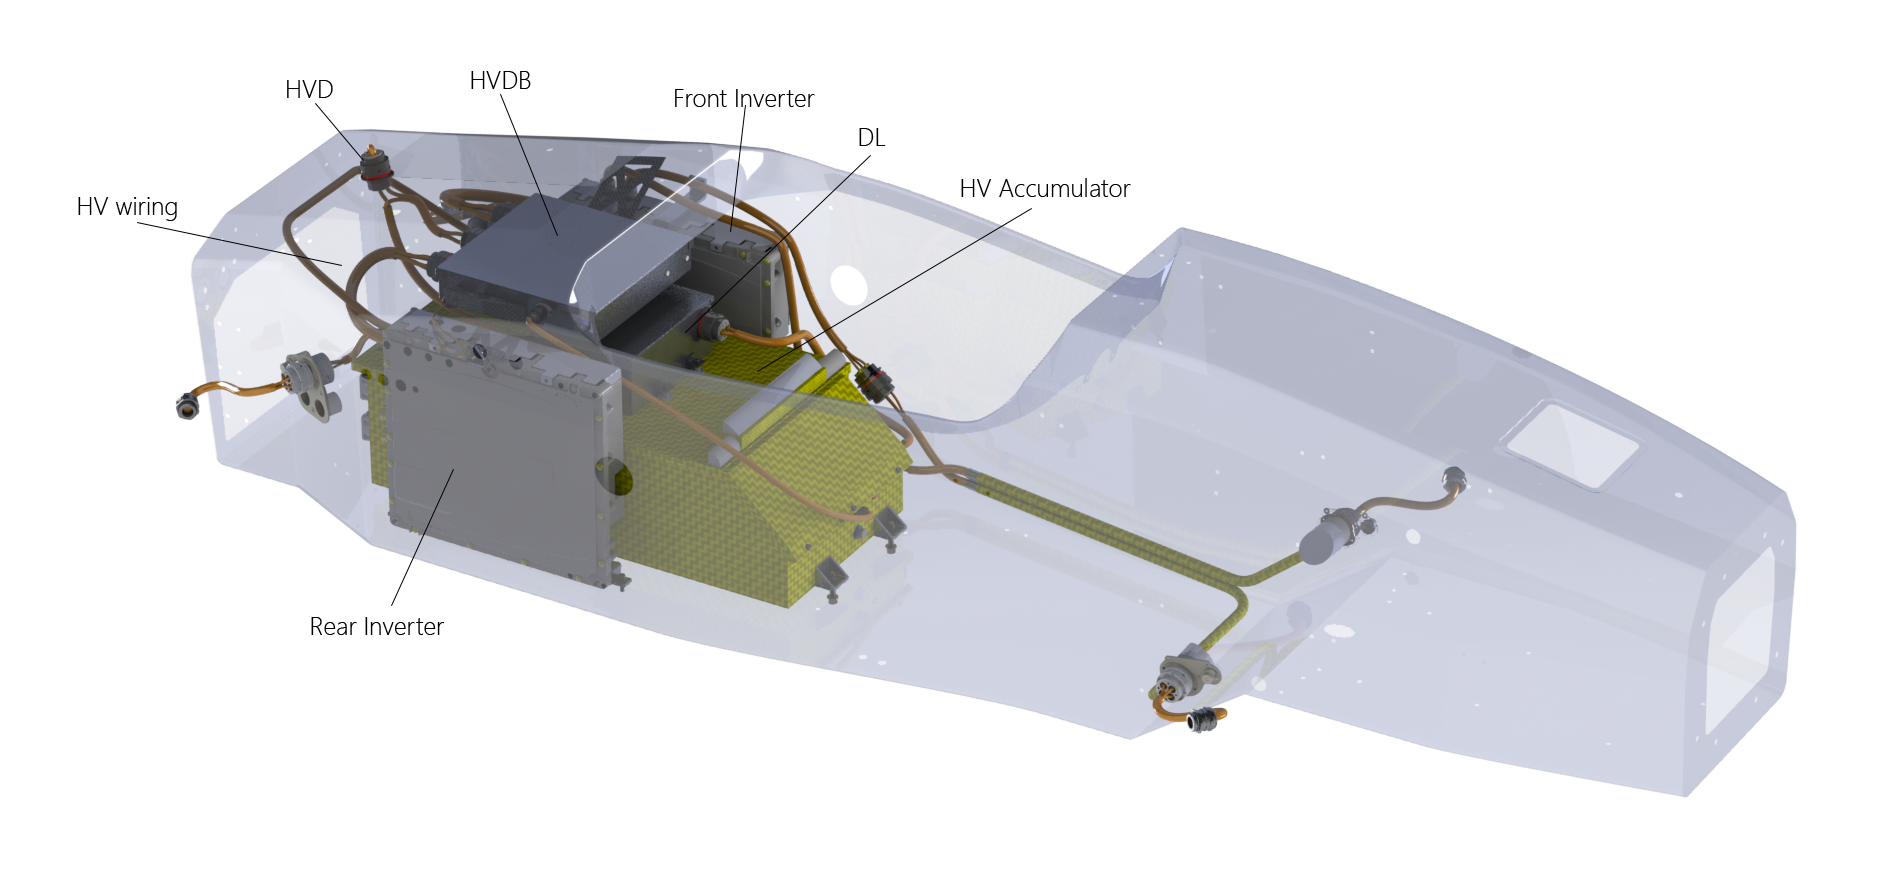 HVD
HVDB
Front Inverter
DL
HV Accumulator
HV wiring
Rear Inverter